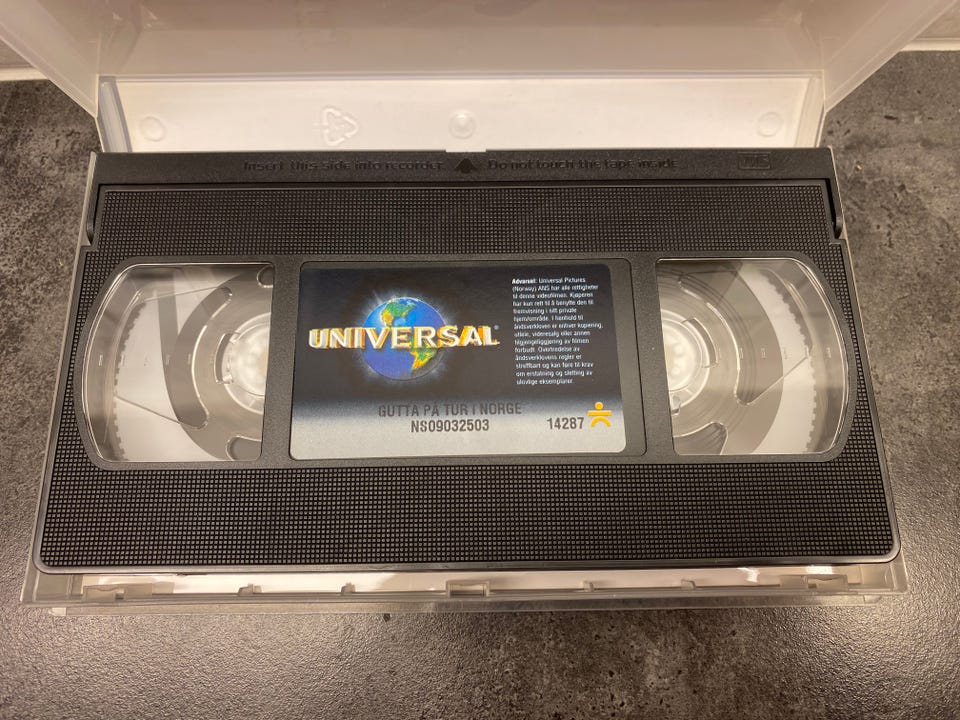 Insert this side into recorder Do not touch the tape inside VHS
UNIVERSAL®
Advarsel: Universal Pictures
(Norway) ANS har alle rettigheter
til denne videofilmen. Kjøperen
har kun rett til å benytte den til
fremvisning i sitt private
hjem/område. I henhold til
åndsverkloven er enhver kopiering,
utleie, videresalg eller annen
tilgjengeliggjøring av filmen
forbudt. Overtredelse av
åndsverklovens regler er
straffbart og kan føre til krav
om erstatning og sletting av
ulovlige eksemplarer.
GUTTA PÅ TUR I NORGE
NS09032503
14287